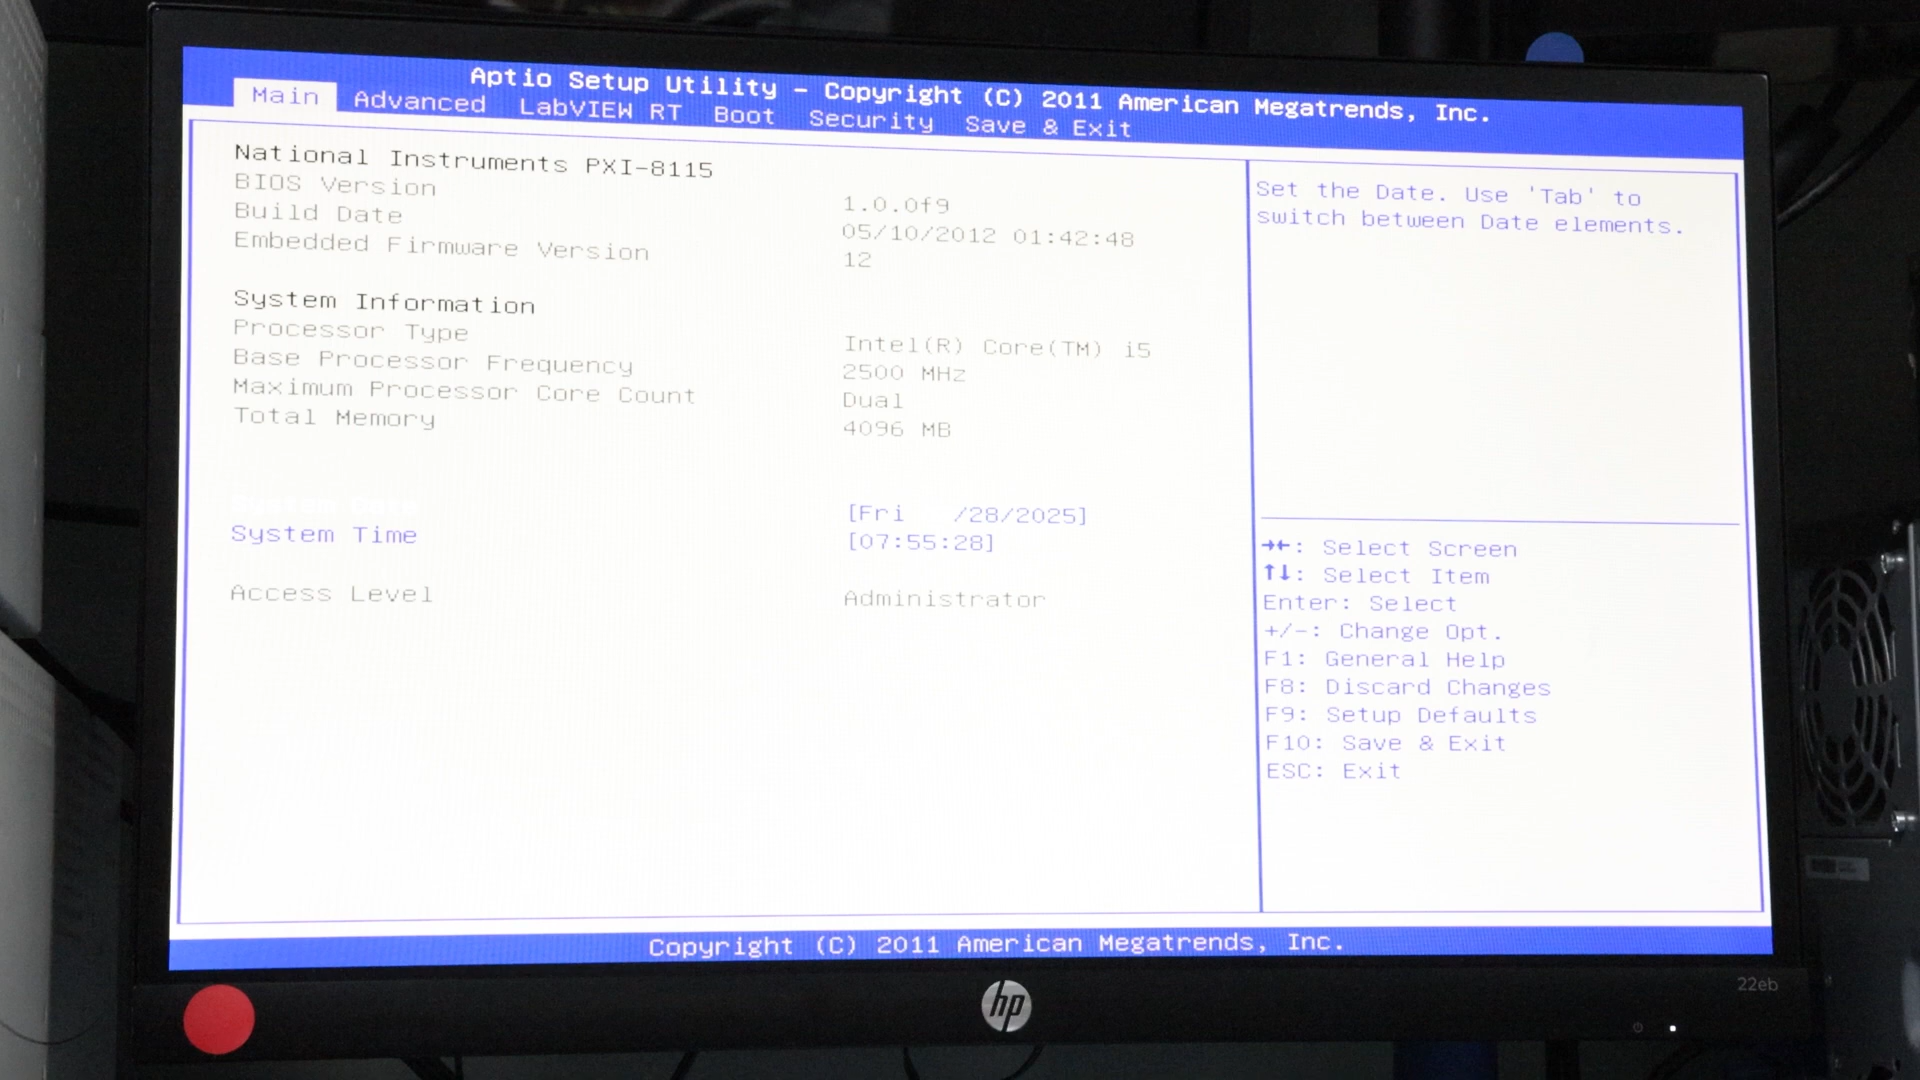 Aptio Setup Utility - Copyright (C) 2011 American Megatrends, Inc.
Main Advanced LabVIEW RT Boot Security Save & Exit
National Instruments PXI-8115
BIOS Version 1.0.0f9
Build Date 05/10/2012 01:42:48
Embedded Firmware Version 12
System Information
Processor Type Intel(R) Core(TM) i5
Base Processor Frequency 2500 MHz
Maximum Processor Core Count Dual
Total Memory 4096 MB
[Fri /28/2025]
System Time [07:55:28]
Access Level Administrator
Set the Date. Use 'Tab' to
switch between Date elements.
→←: Select Screen
↑↓: Select Item
Enter: Select
+/-: Change Opt.
F1: General Help
F8: Discard Changes
F9: Setup Defaults
F10: Save & Exit
ESC: Exit
Copyright (C) 2011 American Megatrends, Inc.
hp
22eb